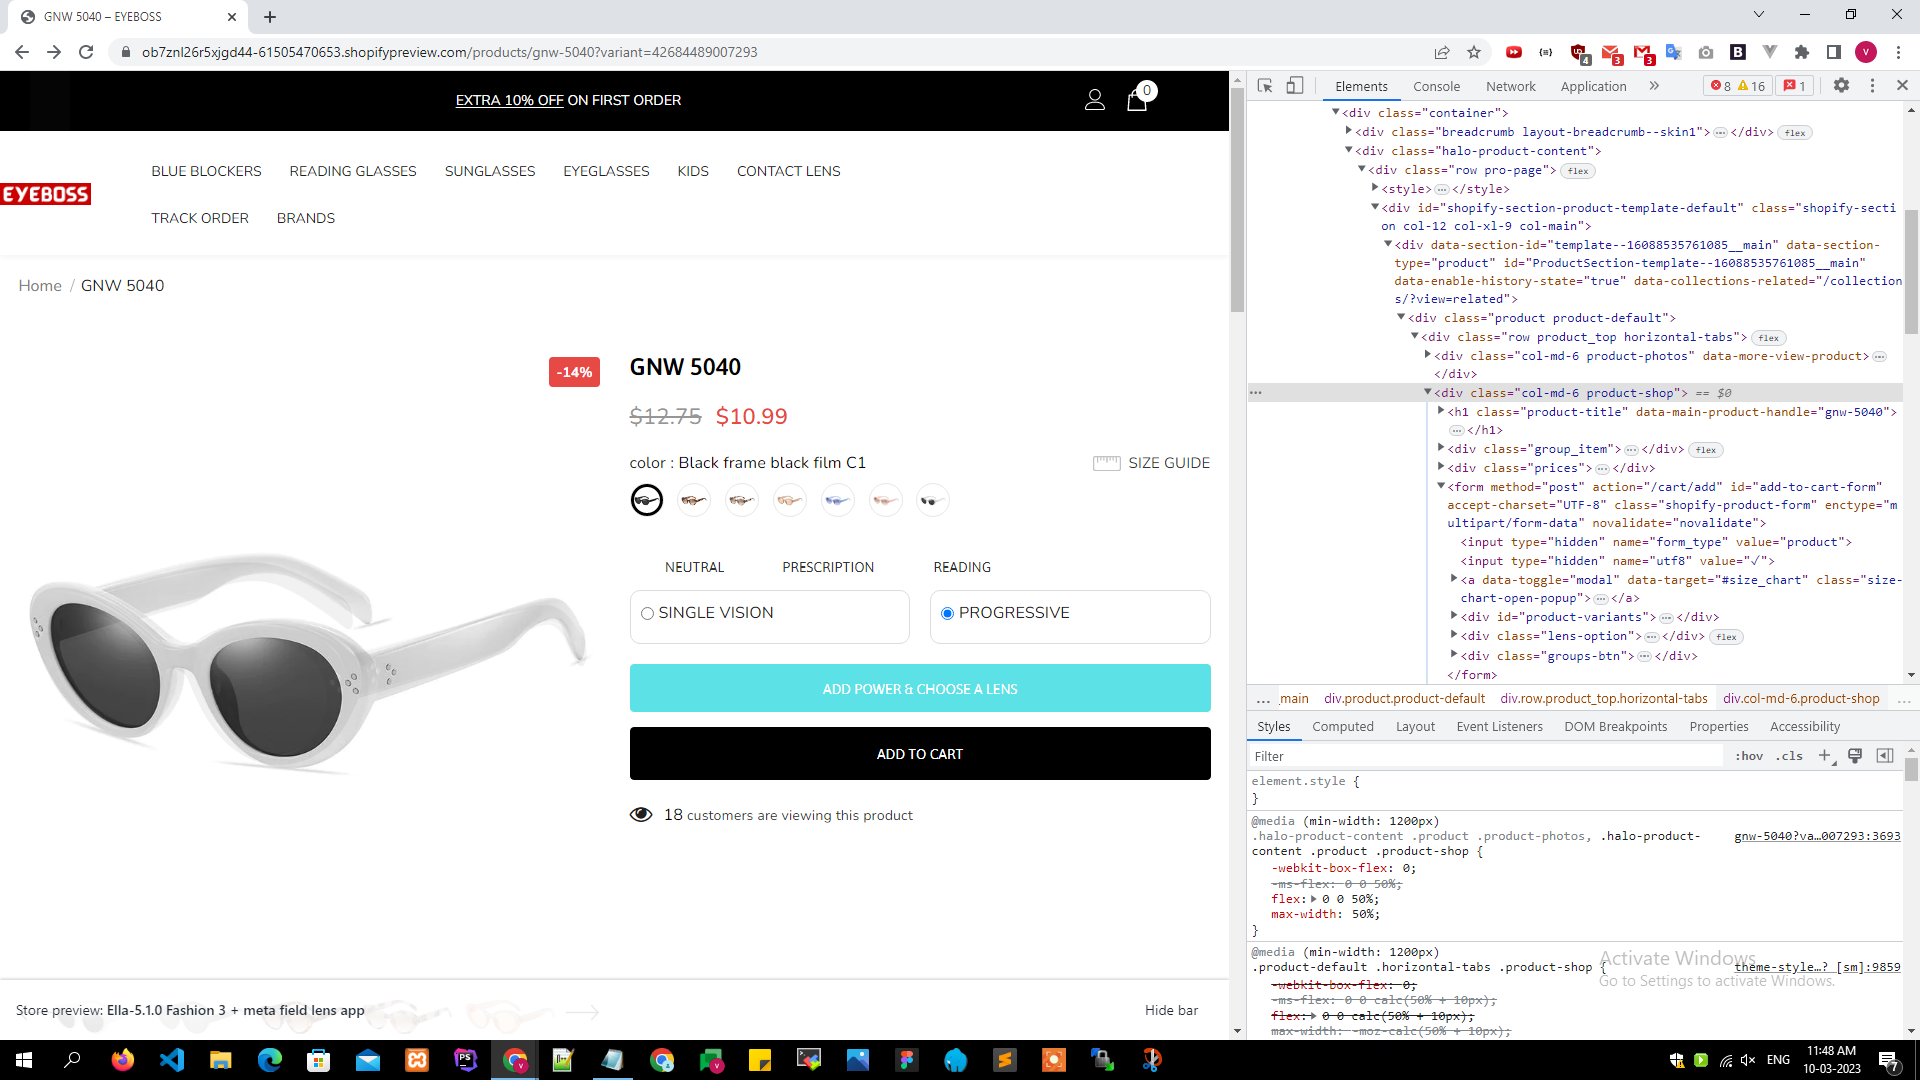 GNW 5040 – EYEBOSS
ob7znl26r5xjgd44-61505470653.shopifypreview.com/products/gnw-5040?variant=42684489007293
EXTRA 10% OFF ON FIRST ORDER
0
BLUE BLOCKERS READING GLASSES SUNGLASSES EYEGLASSES KIDS CONTACT LENS
EYEBOSS
TRACK ORDER BRANDS
Home / GNW 5040
-14%
GNW 5040
$12.75 $10.99
color : Black frame black film C1
SIZE GUIDE
NEUTRAL PRESCRIPTION READING
SINGLE VISION PROGRESSIVE
ADD POWER & CHOOSE A LENS
ADD TO CART
18 customers are viewing this product
Store preview: Ella-5.1.0 Fashion 3 + meta field lens app
Hide bar
Elements Console Network Application » 8 16 1
<div class="container">
<div class="breadcrumb layout-breadcrumb--skin1">…</div> flex
<div class="halo-product-content">
<div class="row pro-page"> flex
<style>…</style>
<div id="shopify-section-product-template-default" class="shopify-secti
on col-12 col-xl-9 col-main">
<div data-section-id="template--16088535761085__main" data-section-
type="product" id="ProductSection-template--16088535761085__main"
data-enable-history-state="true" data-collections-related="/collection
s/?view=related">
<div class="product product-default">
<div class="row product_top horizontal-tabs"> flex
<div class="col-md-6 product-photos" data-more-view-product>…
</div>
… <div class="col-md-6 product-shop"> == $0
<h1 class="product-title" data-main-product-handle="gnw-5040">
…</h1>
<div class="group_item">…</div> flex
<div class="prices">…</div>
<form method="post" action="/cart/add" id="add-to-cart-form"
accept-charset="UTF-8" class="shopify-product-form" enctype="m
ultipart/form-data" novalidate="novalidate">
<input type="hidden" name="form_type" value="product">
<input type="hidden" name="utf8" value="✓">
<a data-toggle="modal" data-target="#size_chart" class="size-
chart-open-popup">…</a>
<div id="product-variants">…</div>
<div class="lens-option">…</div> flex
<div class="groups-btn">…</div>
</form>
… _main div.product.product-default div.row.product_top.horizontal-tabs div.col-md-6.product-shop …
Styles Computed Layout Event Listeners DOM Breakpoints Properties Accessibility
Filter :hov .cls +
element.style {
}
@media (min-width: 1200px)
.halo-product-content .product .product-photos, .halo-product- gnw-5040?va…007293:3693
content .product .product-shop {
-webkit-box-flex: 0;
-ms-flex: 0 0 50%;
flex: 0 0 50%;
max-width: 50%;
}
@media (min-width: 1200px)
.product-default .horizontal-tabs .product-shop { theme-style…? [sm]:9859
-webkit-box-flex: 0;
-ms-flex: 0 0 calc(50% + 10px);
flex: 0 0 calc(50% + 10px);
max-width: -moz-calc(50% + 10px);
Activate Windows
Go to Settings to activate Windows.
ENG
11:48 AM
10-03-2023
7